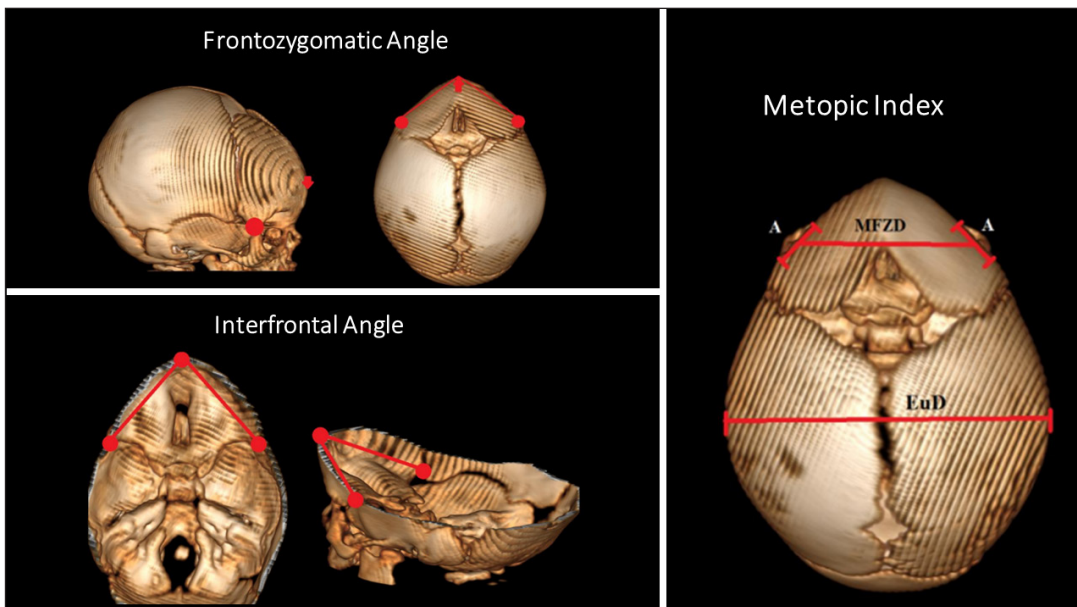 Frontozygomatic Angle
Interfrontal Angle
Metopic Index
A
MFZD
A
EuD